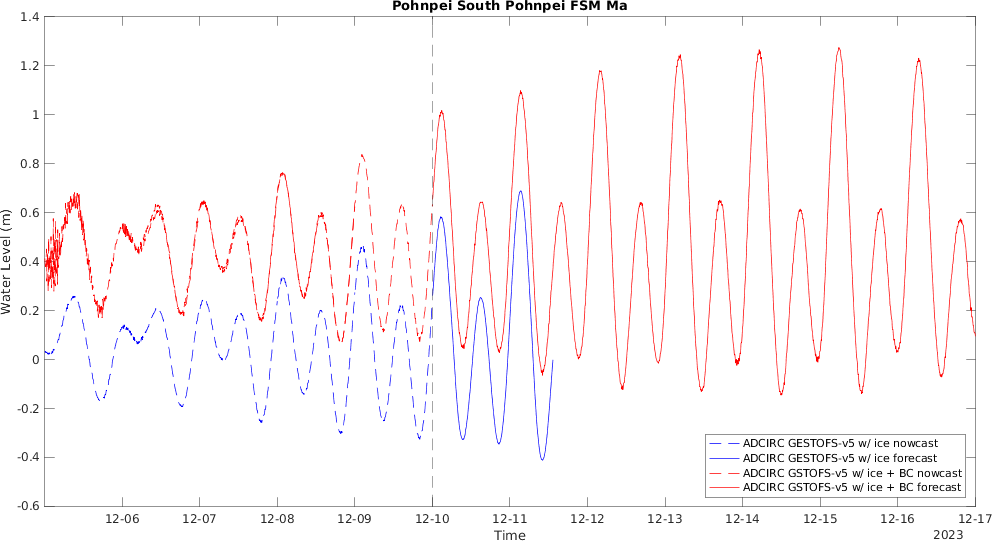 Pohnpei South Pohnpei FSM Ma
1.4
1.2
1
0.8
0.6
0.4
0.2
0
-0.2
-0.4
-0.6
Water Level (m)
ADCIRC GESTOFS-v5 w/ ice nowcast
ADCIRC GESTOFS-v5 w/ ice forecast
ADCIRC GSTOFS-v5 w/ ice + BC nowcast
ADCIRC GSTOFS-v5 w/ ice + BC forecast
12-06 12-07 12-08 12-09 12-10 12-11 12-12 12-13 12-14 12-15 12-16 12-17
Time
2023